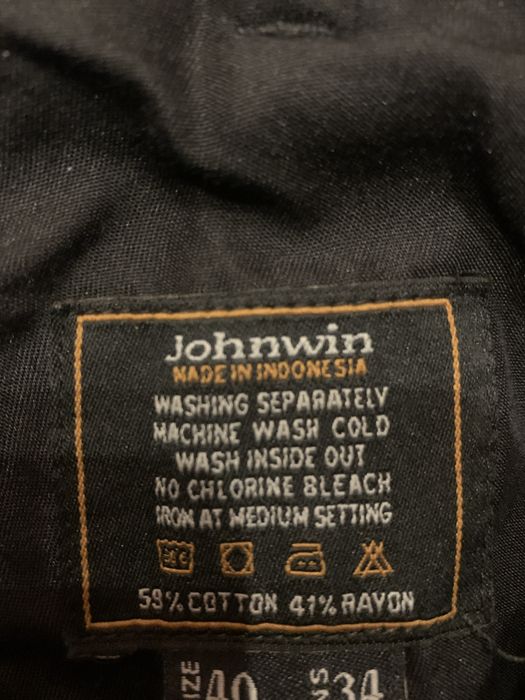 Johnwin
MADE IN INDONESIA
WASHING SEPARATELY
MACHINE WASH COLD
WASH INSIDE OUT
NO CHLORINE BLEACH
IRON AT MEDIUM SETTING
59% COTTON 41% RAYON
SIZE 40 34